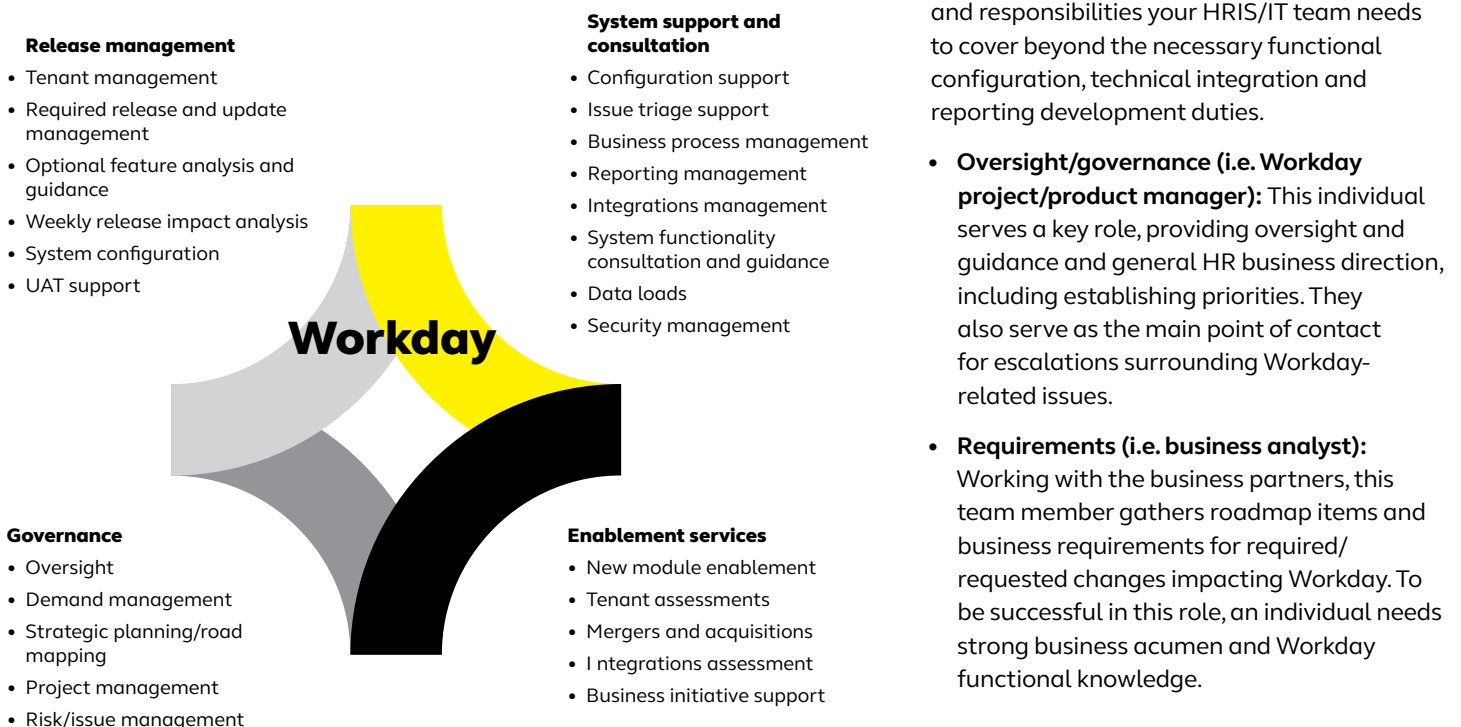 Release management
• Tenant management
• Required release and update
management
• Optional feature analysis and
guidance
• Weekly release impact analysis
• System configuration
• UAT support
System support and
consultation
• Configuration support
• Issue triage support
• Business process management
• Reporting management
• Integrations management
• System functionality
consultation and guidance
• Data loads
• Security management
Workday
Governance
• Oversight
• Demand management
• Strategic planning/road
mapping
• Project management
• Risk/issue management
Enablement services
• New module enablement
• Tenant assessments
• Mergers and acquisitions
• I ntegrations assessment
• Business initiative support
and responsibilities your HRIS/IT team needs
to cover beyond the necessary functional
configuration, technical integration and
reporting development duties.
• Oversight/governance (i.e. Workday
project/product manager): This individual
serves a key role, providing oversight and
guidance and general HR business direction,
including establishing priorities. They
also serve as the main point of contact
for escalations surrounding Workday-
related issues.
• Requirements (i.e. business analyst):
Working with the business partners, this
team member gathers roadmap items and
business requirements for required/
requested changes impacting Workday. To
be successful in this role, an individual needs
strong business acumen and Workday
functional knowledge.